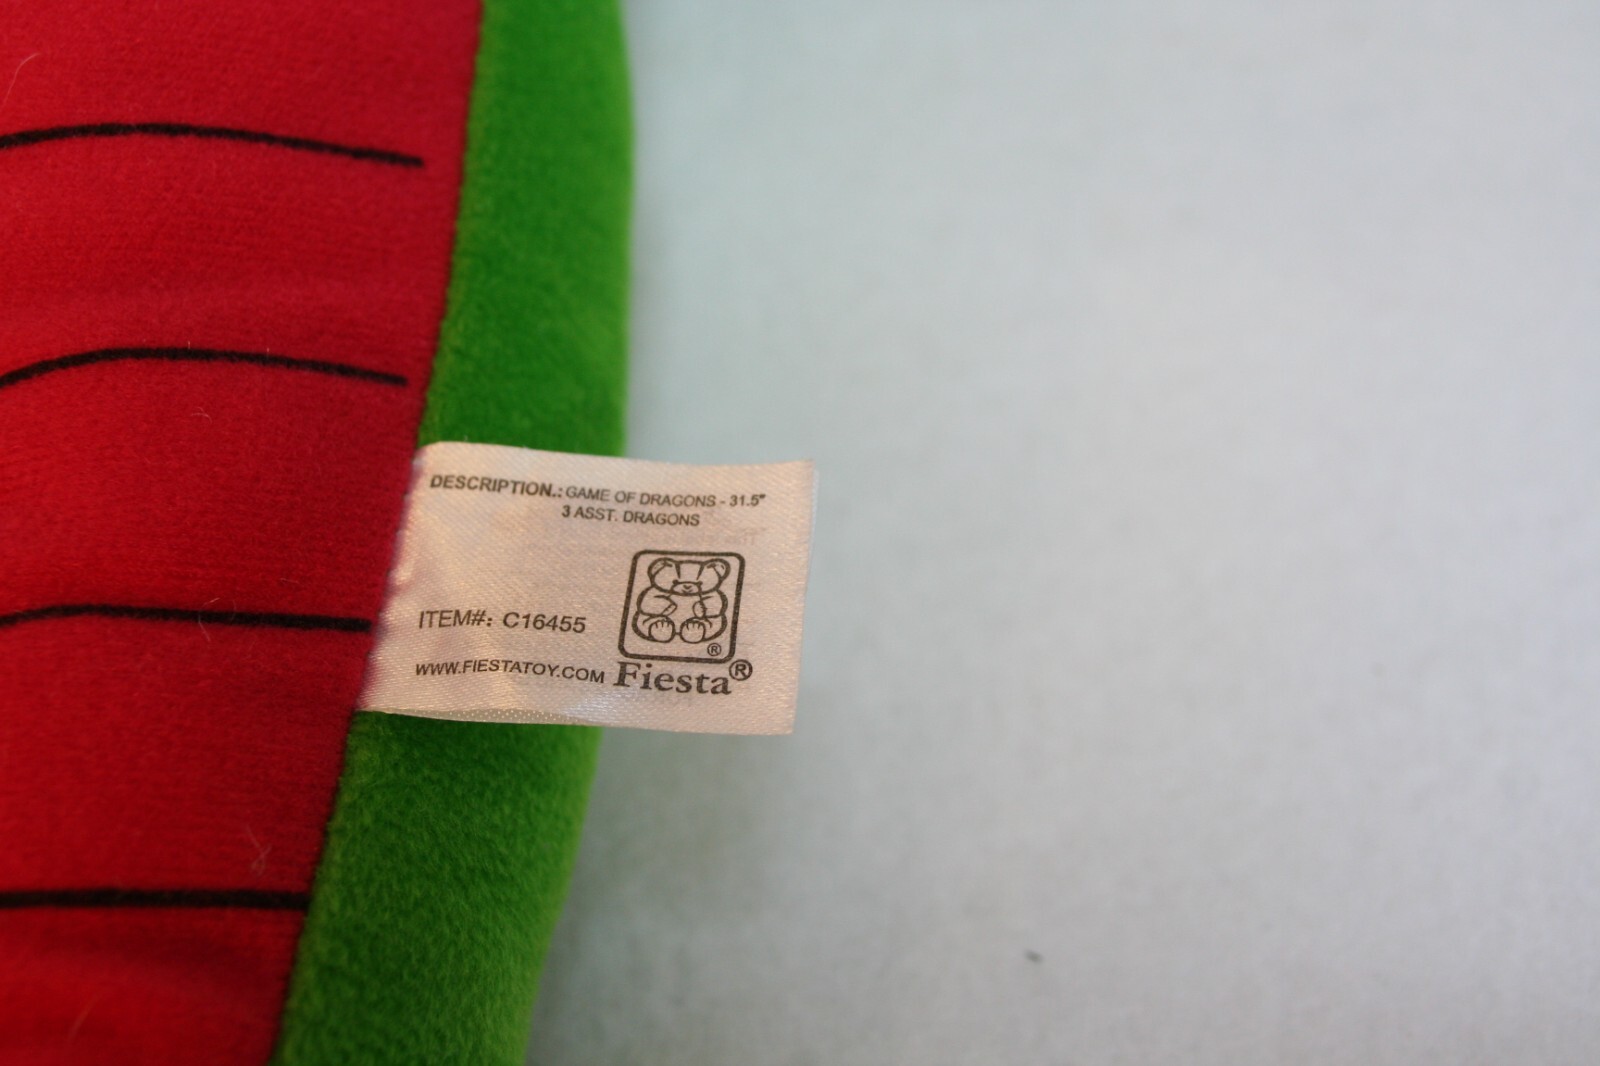 DESCRIPTION.: GAME OF DRAGONS - 31.5"
3 ASST. DRAGONS
ITEM#: C16455
®
WWW.FIESTATOY.COM Fiesta®